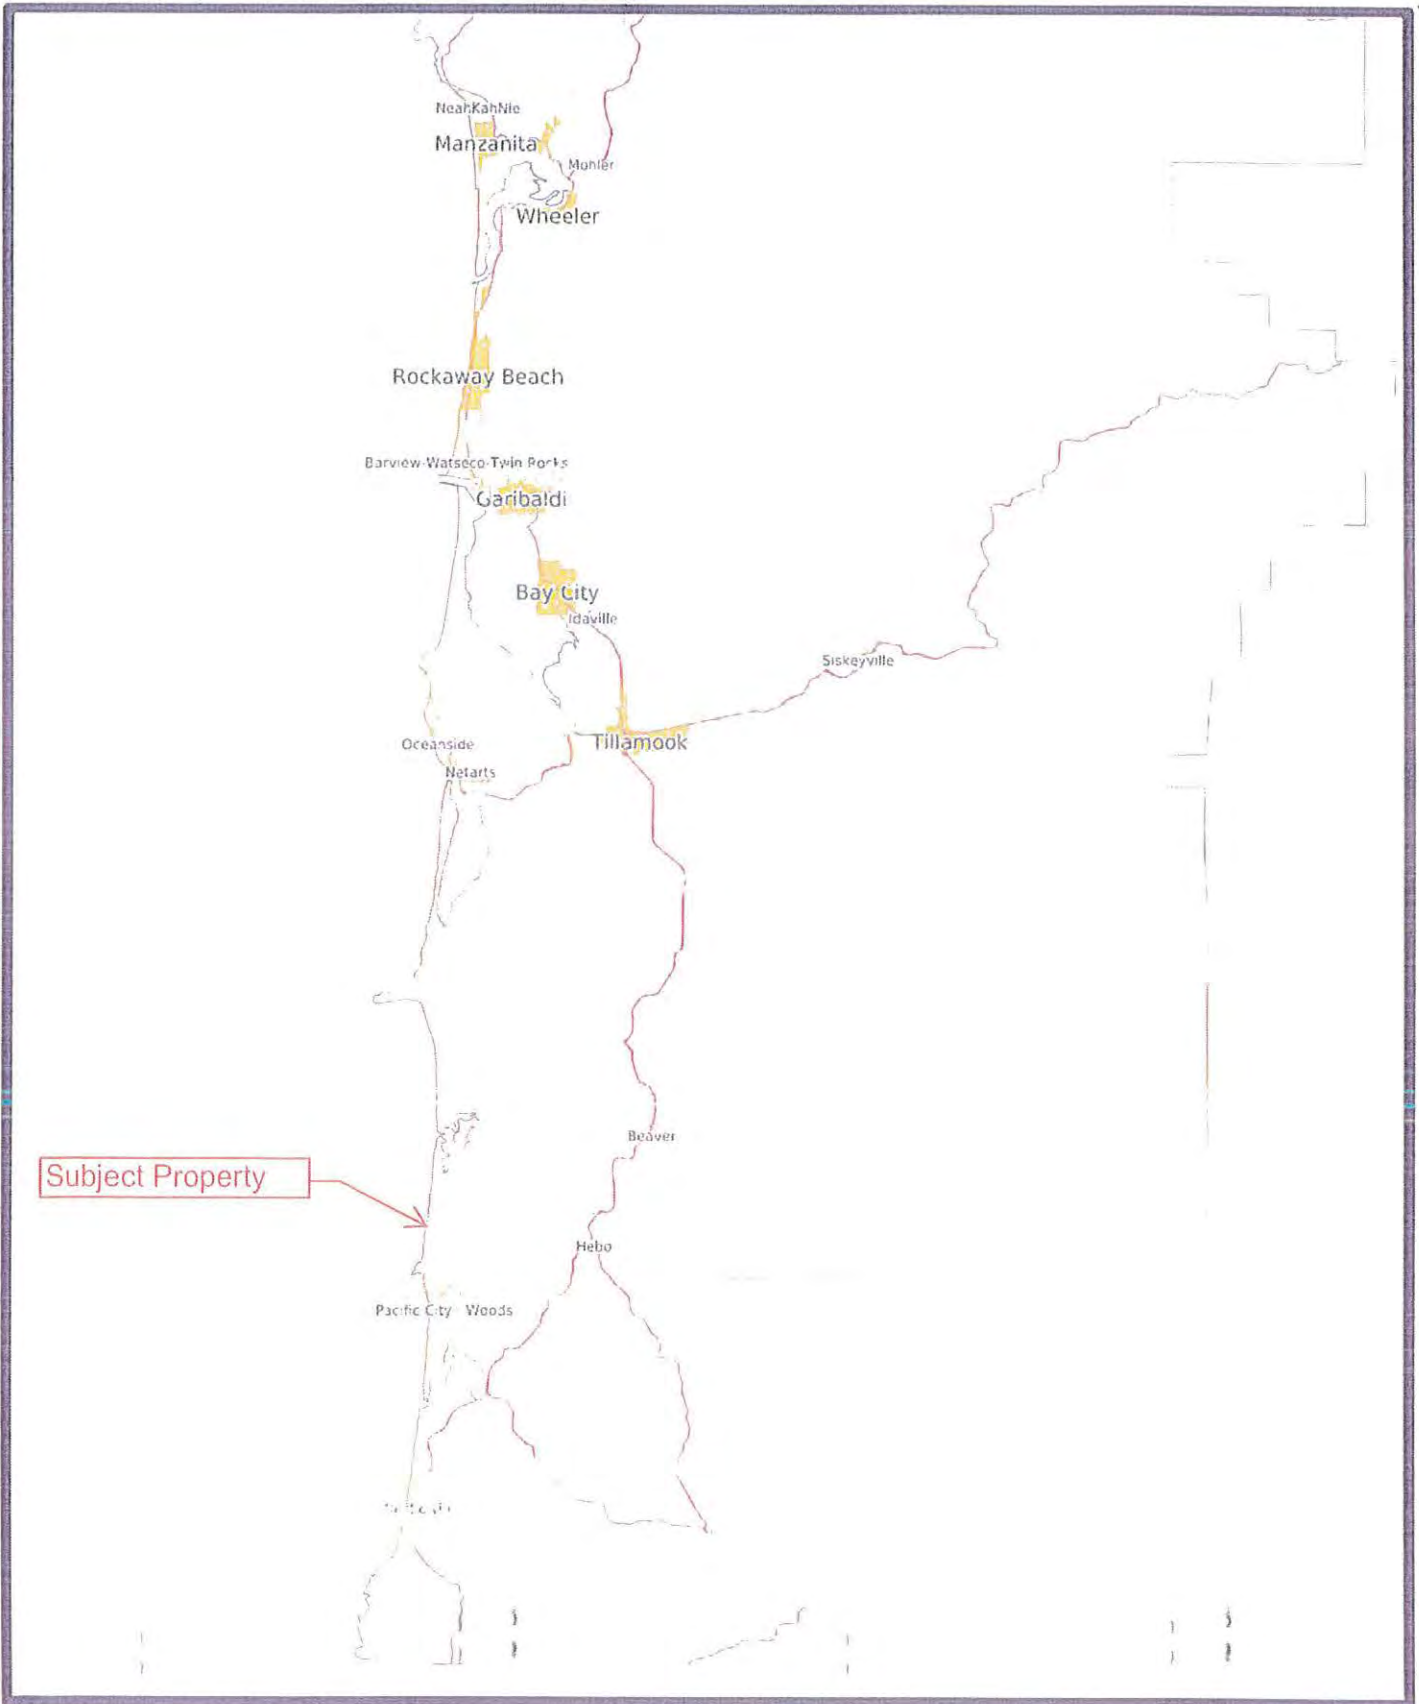 NeahKahNie
Manzanita
Mohler
Wheeler
Rockaway Beach
Barview-Watseco-Twin Rocks
Garibaldi
Bay City
Idaville
Siskeyville
Oceanside
Tillamook
Netarts
Beaver
Subject Property
Hebo
Pacific City - Woods